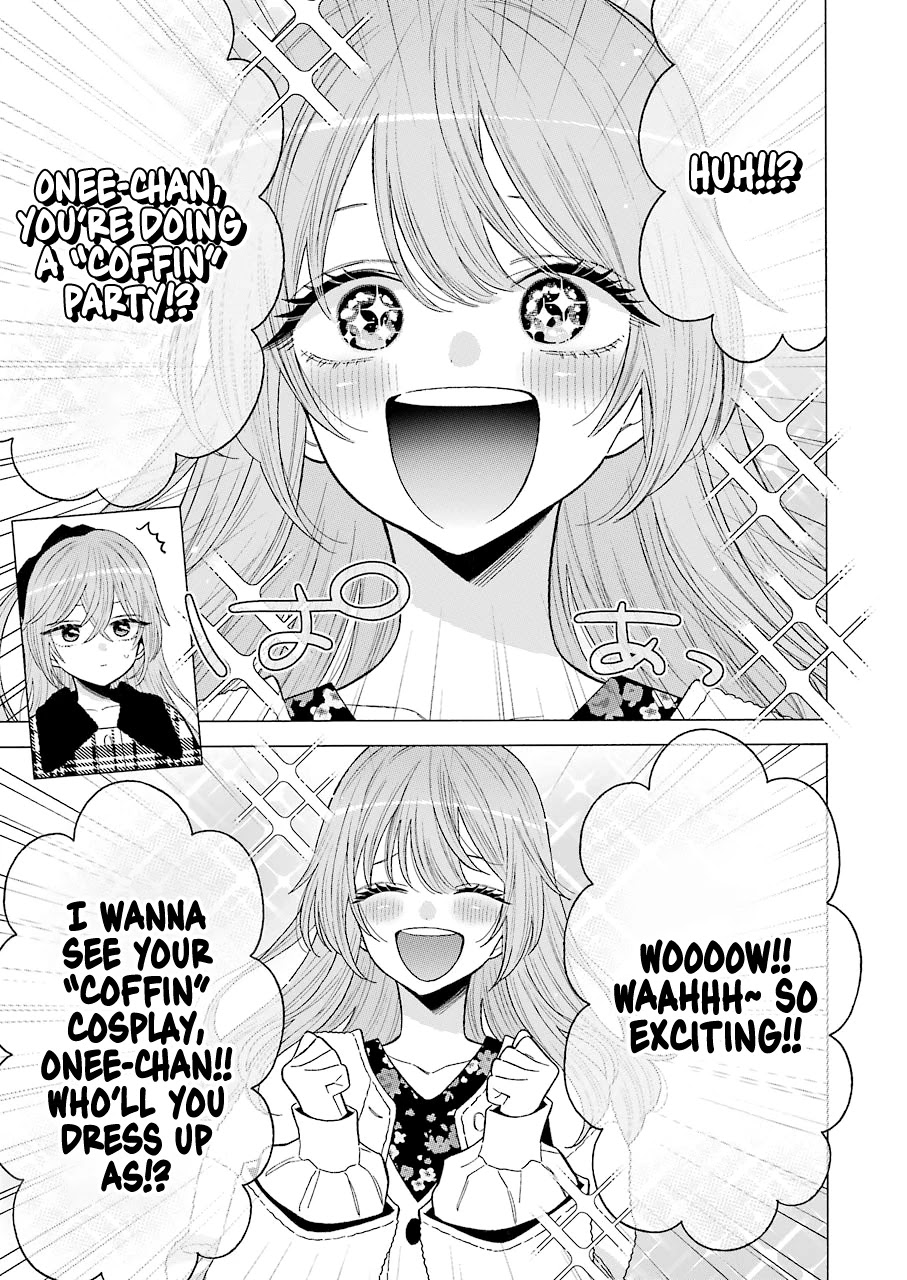 HUH!!?
ONEE-CHAN,
YOU'RE DOING
A "COFFIN"
PARTY!?
ぱあっ
WOOOOW!!
WAAHHH~ SO
EXCITING!!
I WANNA
SEE YOUR
"COFFIN"
COSPLAY,
ONEE-CHAN!!
WHO'LL YOU
DRESS UP
AS!?